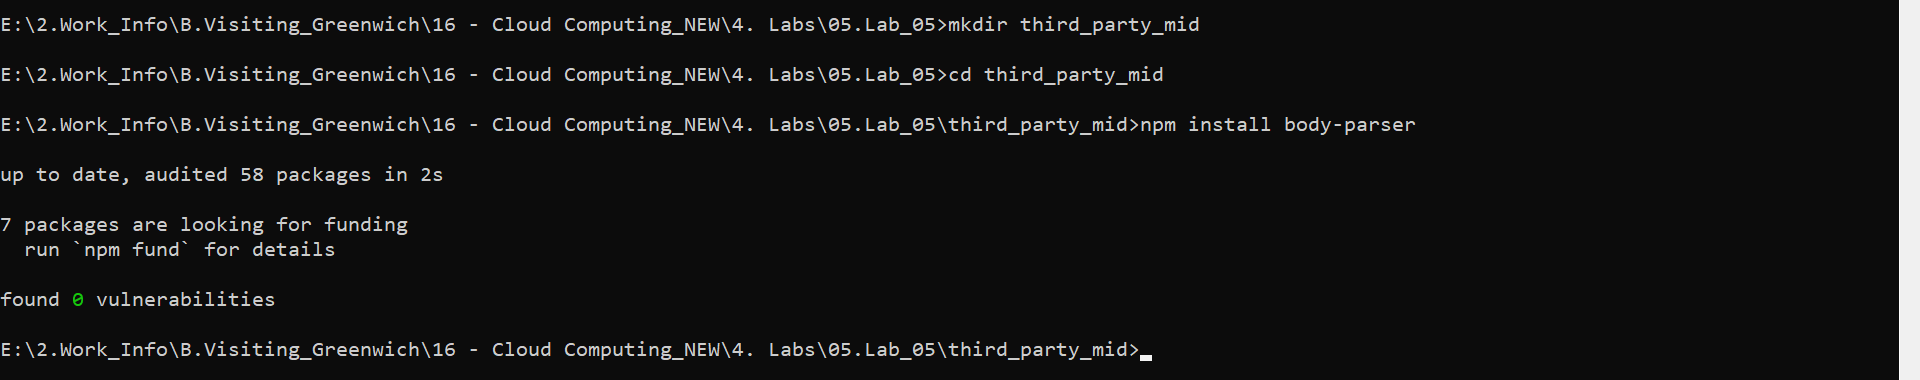 E:\2.Work_Info\B.Visiting_Greenwich\16 - Cloud Computing_NEW\4. Labs\05.Lab_05>mkdir third_party_mid
E:\2.Work_Info\B.Visiting_Greenwich\16 - Cloud Computing_NEW\4. Labs\05.Lab_05>cd third_party_mid
E:\2.Work_Info\B.Visiting_Greenwich\16 - Cloud Computing_NEW\4. Labs\05.Lab_05\third_party_mid>npm install body-parser
up to date, audited 58 packages in 2s
7 packages are looking for funding
  run `npm fund` for details
found 0 vulnerabilities
E:\2.Work_Info\B.Visiting_Greenwich\16 - Cloud Computing_NEW\4. Labs\05.Lab_05\third_party_mid>